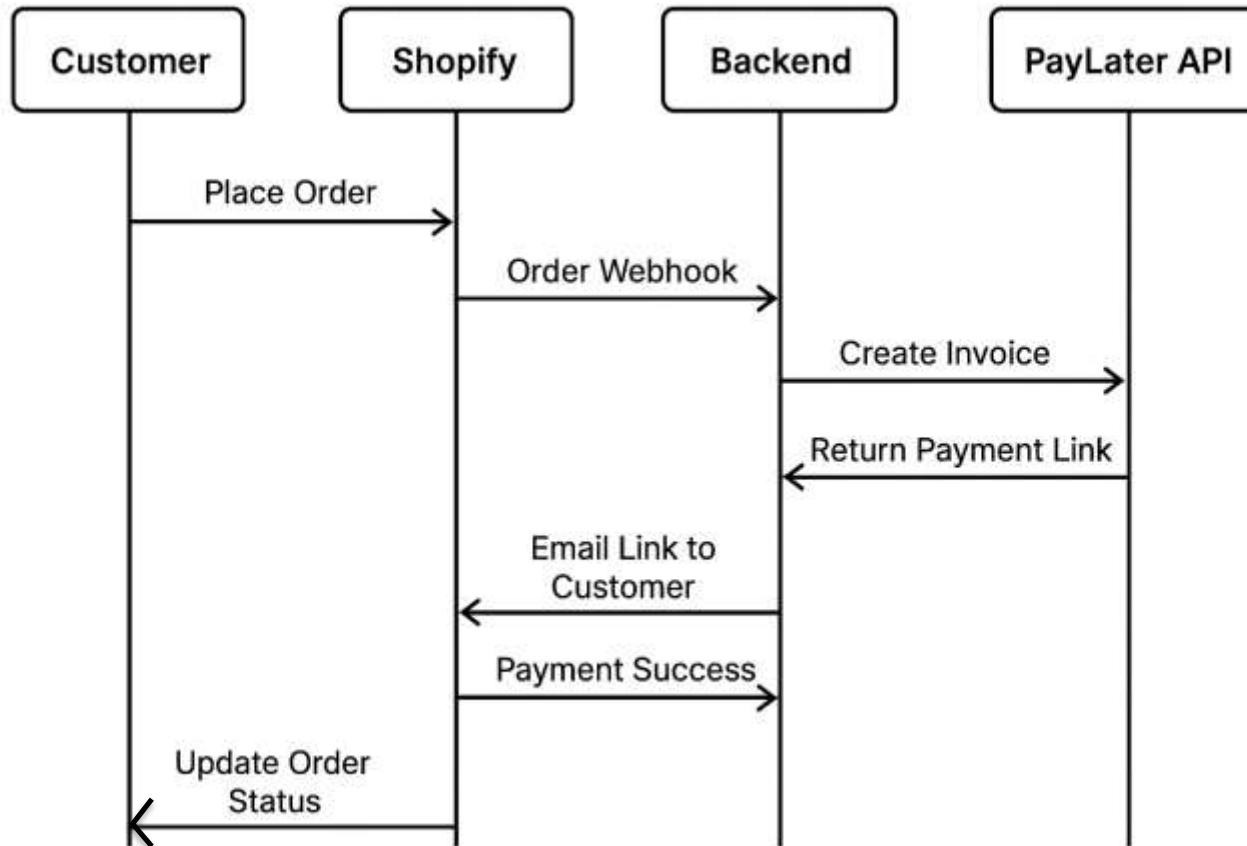 Customer
Shopify
Backend
PayLater API
Place Order
Order Webhook
Create Invoice
Return Payment Link
Email Link to
Customer
Payment Success
Update Order
Status